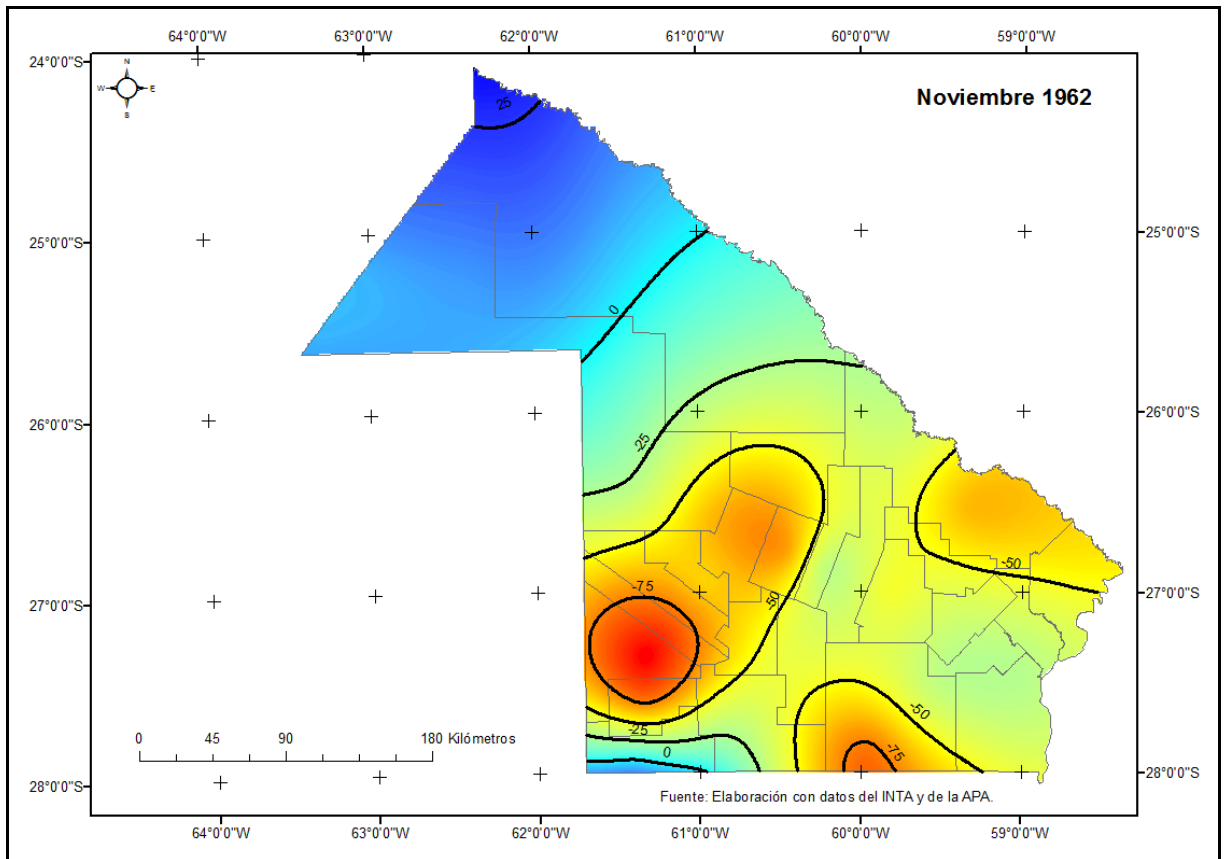 64°0'0"W 63°0'0"W 62°0'0"W 61°0'0"W 60°0'0"W 59°0'0"W
24°0'0"S
N
W E
S
25
Noviembre 1962
25°0'0"S 25°0'0"S
0
26°0'0"S 26°0'0"S
-25
-50
-75
27°0'0"S 27°0'0"S
-50
-50
-75
-25
0
0 45 90 180 Kilómetros
28°0'0"S 28°0'0"S
Fuente: Elaboración con datos del INTA y de la APA.
64°0'0"W 63°0'0"W 62°0'0"W 61°0'0"W 60°0'0"W 59°0'0"W